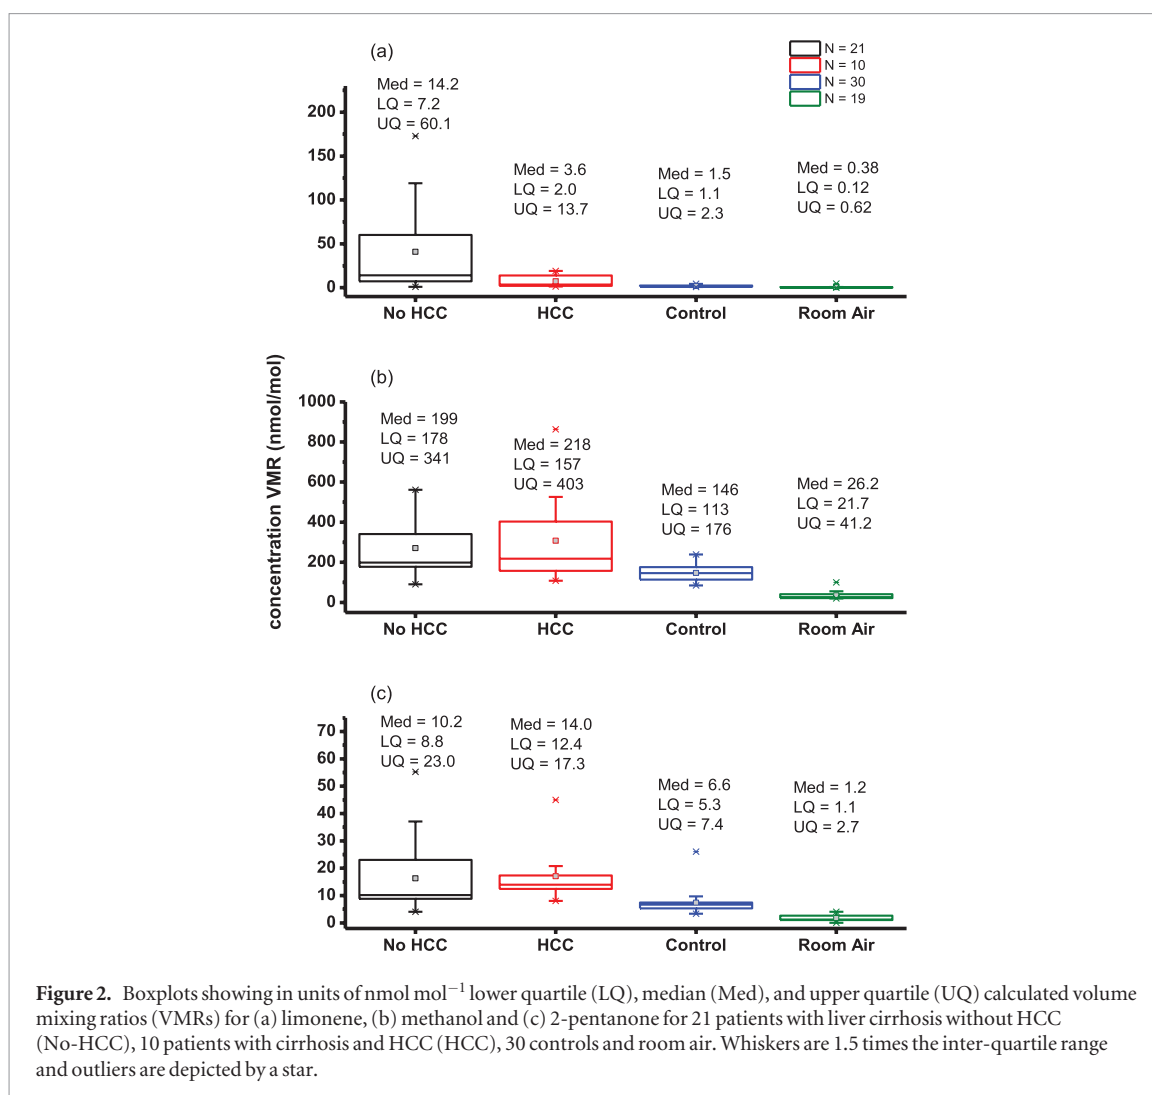 (a)
N = 21
N = 10
N = 30
N = 19
Med = 14.2
LQ = 7.2
UQ = 60.1
Med = 3.6
LQ = 2.0
UQ = 13.7
Med = 1.5
LQ = 1.1
UQ = 2.3
Med = 0.38
LQ = 0.12
UQ = 0.62
200
150
100
50
0
No HCC
HCC
Control
Room Air
concentration VMR (nmol/mol)
(b)
Med = 199
LQ = 178
UQ = 341
Med = 218
LQ = 157
UQ = 403
Med = 146
LQ = 113
UQ = 176
Med = 26.2
LQ = 21.7
UQ = 41.2
1000
800
600
400
200
0
No HCC
HCC
Control
Room Air
(c)
Med = 10.2
LQ = 8.8
UQ = 23.0
Med = 14.0
LQ = 12.4
UQ = 17.3
Med = 6.6
LQ = 5.3
UQ = 7.4
Med = 1.2
LQ = 1.1
UQ = 2.7
70
60
50
40
30
20
10
0
No HCC
HCC
Control
Room Air
Figure 2. Boxplots showing in units of nmol mol⁻¹ lower quartile (LQ), median (Med), and upper quartile (UQ) calculated volume
mixing ratios (VMRs) for (a) limonene, (b) methanol and (c) 2-pentanone for 21 patients with liver cirrhosis without HCC
(No-HCC), 10 patients with cirrhosis and HCC (HCC), 30 controls and room air. Whiskers are 1.5 times the inter-quartile range
and outliers are depicted by a star.